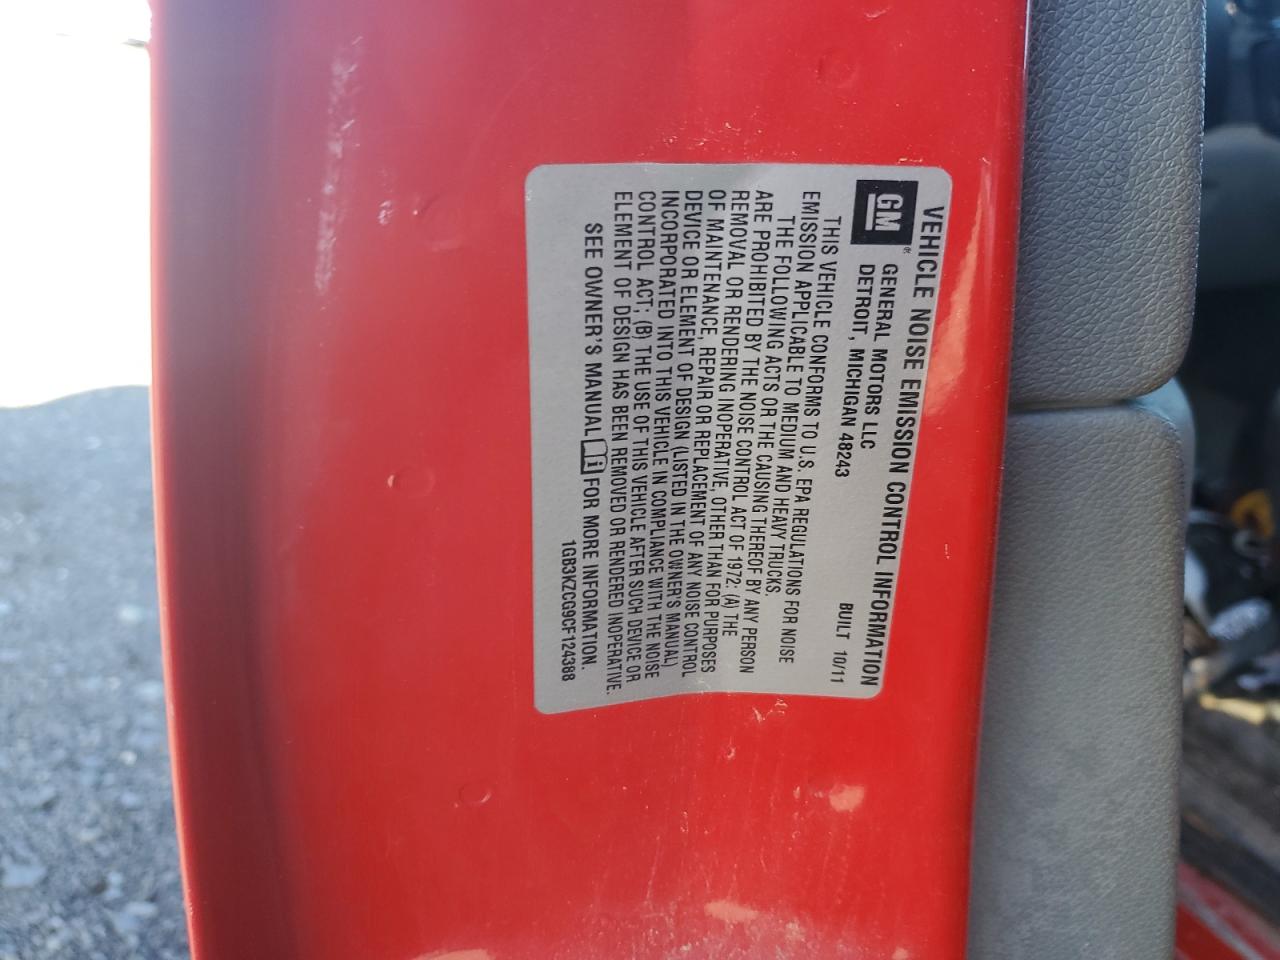 VEHICLE NOISE EMISSION CONTROL INFORMATION
GM
GENERAL MOTORS LLC
DETROIT, MICHIGAN 48243
BUILT 10/11
THIS VEHICLE CONFORMS TO U.S. EPA REGULATIONS FOR NOISE
EMISSION APPLICABLE TO MEDIUM AND HEAVY TRUCKS.
THE FOLLOWING ACTS OR THE CAUSING THEREOF BY ANY PERSON
ARE PROHIBITED BY THE NOISE CONTROL ACT OF 1972: (A) THE
REMOVAL OR RENDERING INOPERATIVE, OTHER THAN FOR PURPOSES
OF MAINTENANCE, REPAIR OR REPLACEMENT OF ANY NOISE CONTROL
DEVICE OR ELEMENT OF DESIGN (LISTED IN THE OWNER'S MANUAL)
INCORPORATED INTO THIS VEHICLE IN COMPLIANCE WITH THE NOISE
CONTROL ACT; (B) THE USE OF THIS VEHICLE AFTER SUCH DEVICE OR
ELEMENT OF DESIGN HAS BEEN REMOVED OR RENDERED INOPERATIVE.
SEE OWNER'S MANUAL i FOR MORE INFORMATION.
1GB3KZCG9CF124388